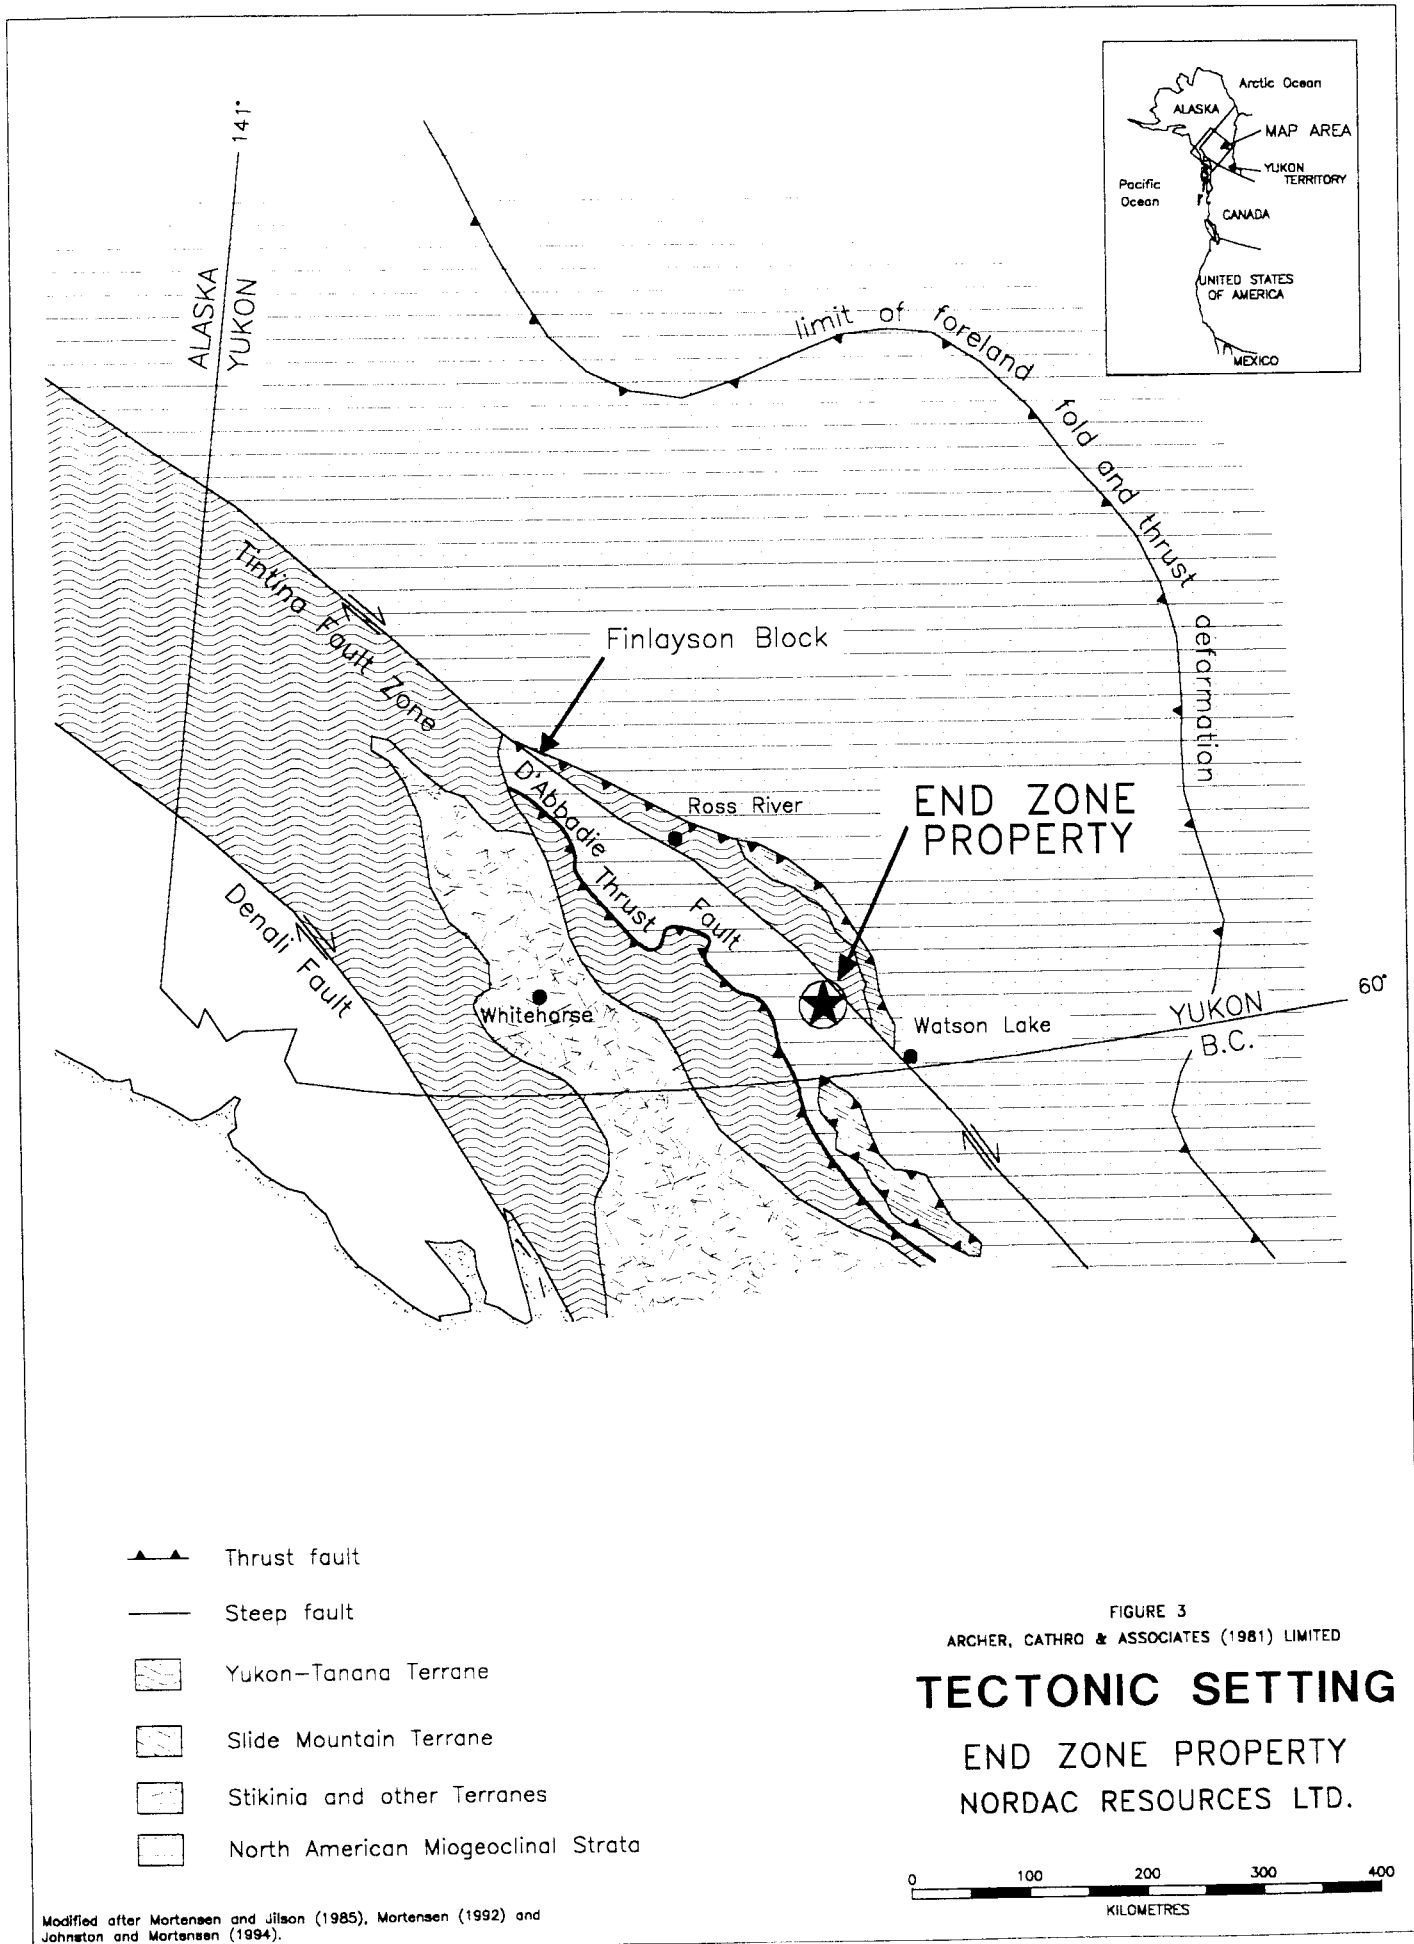 Arctic Ocean
ALASKA
MAP AREA
YUKON
TERRITORY
Pacific
Ocean
CANADA
UNITED STATES
OF AMERICA
MEXICO
141°
ALASKA
YUKON
limit of foreland fold and thrust deformation
Tintina Fault Zone
Finlayson Block
D'Abbadie Thrust Fault
Ross River
END ZONE
PROPERTY
Denali Fault
Whitehorse
Watson Lake
60°
YUKON
B.C.
Thrust fault
Steep fault
Yukon-Tanana Terrane
Slide Mountain Terrane
Stikinia and other Terranes
North American Miogeoclinal Strata
Modified after Mortensen and Jilson (1985), Mortensen (1992) and
Johnston and Mortensen (1994).
FIGURE 3
ARCHER, CATHRO & ASSOCIATES (1981) LIMITED
TECTONIC SETTING
END ZONE PROPERTY
NORDAC RESOURCES LTD.
0 100 200 300 400
KILOMETRES